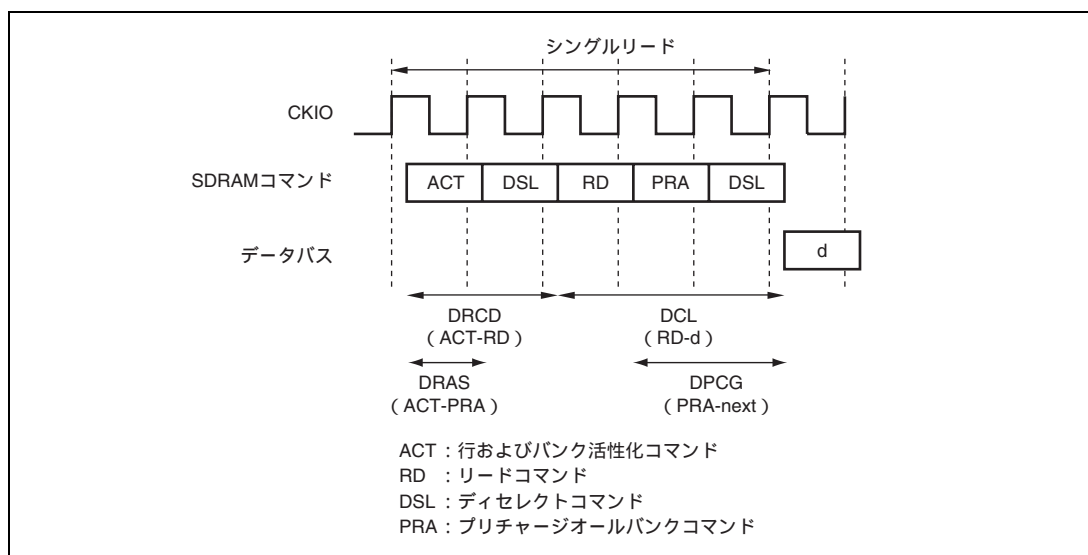 シングルリード
CKIO
SDRAMコマンド
ACT DSL RD PRA DSL
データバス
d
DRCD
（ACT-RD）
DCL
（RD-d）
DRAS
（ACT-PRA）
DPCG
（PRA-next）
ACT ：行およびバンク活性化コマンド
RD ：リードコマンド
DSL ：ディセレクトコマンド
PRA ：プリチャージオールバンクコマンド